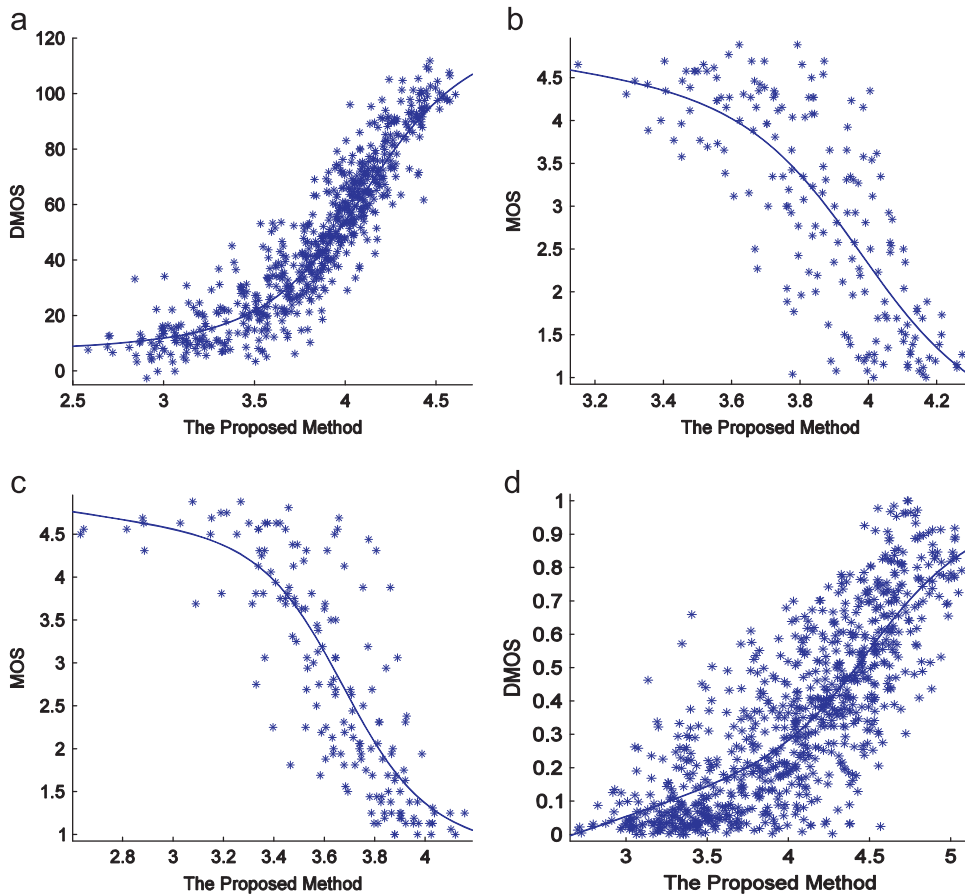 a
120
100
80
60
40
20
0
DMOS
2.5 3 3.5 4 4.5
The Proposed Method
b
4.5
4
3.5
3
2.5
2
1.5
1
MOS
3.2 3.4 3.6 3.8 4 4.2
The Proposed Method
c
4.5
4
3.5
3
2.5
2
1.5
1
MOS
2.8 3 3.2 3.4 3.6 3.8 4
The Proposed Method
d
1
0.9
0.8
0.7
0.6
0.5
0.4
0.3
0.2
0.1
0
DMOS
3 3.5 4 4.5 5
The Proposed Method